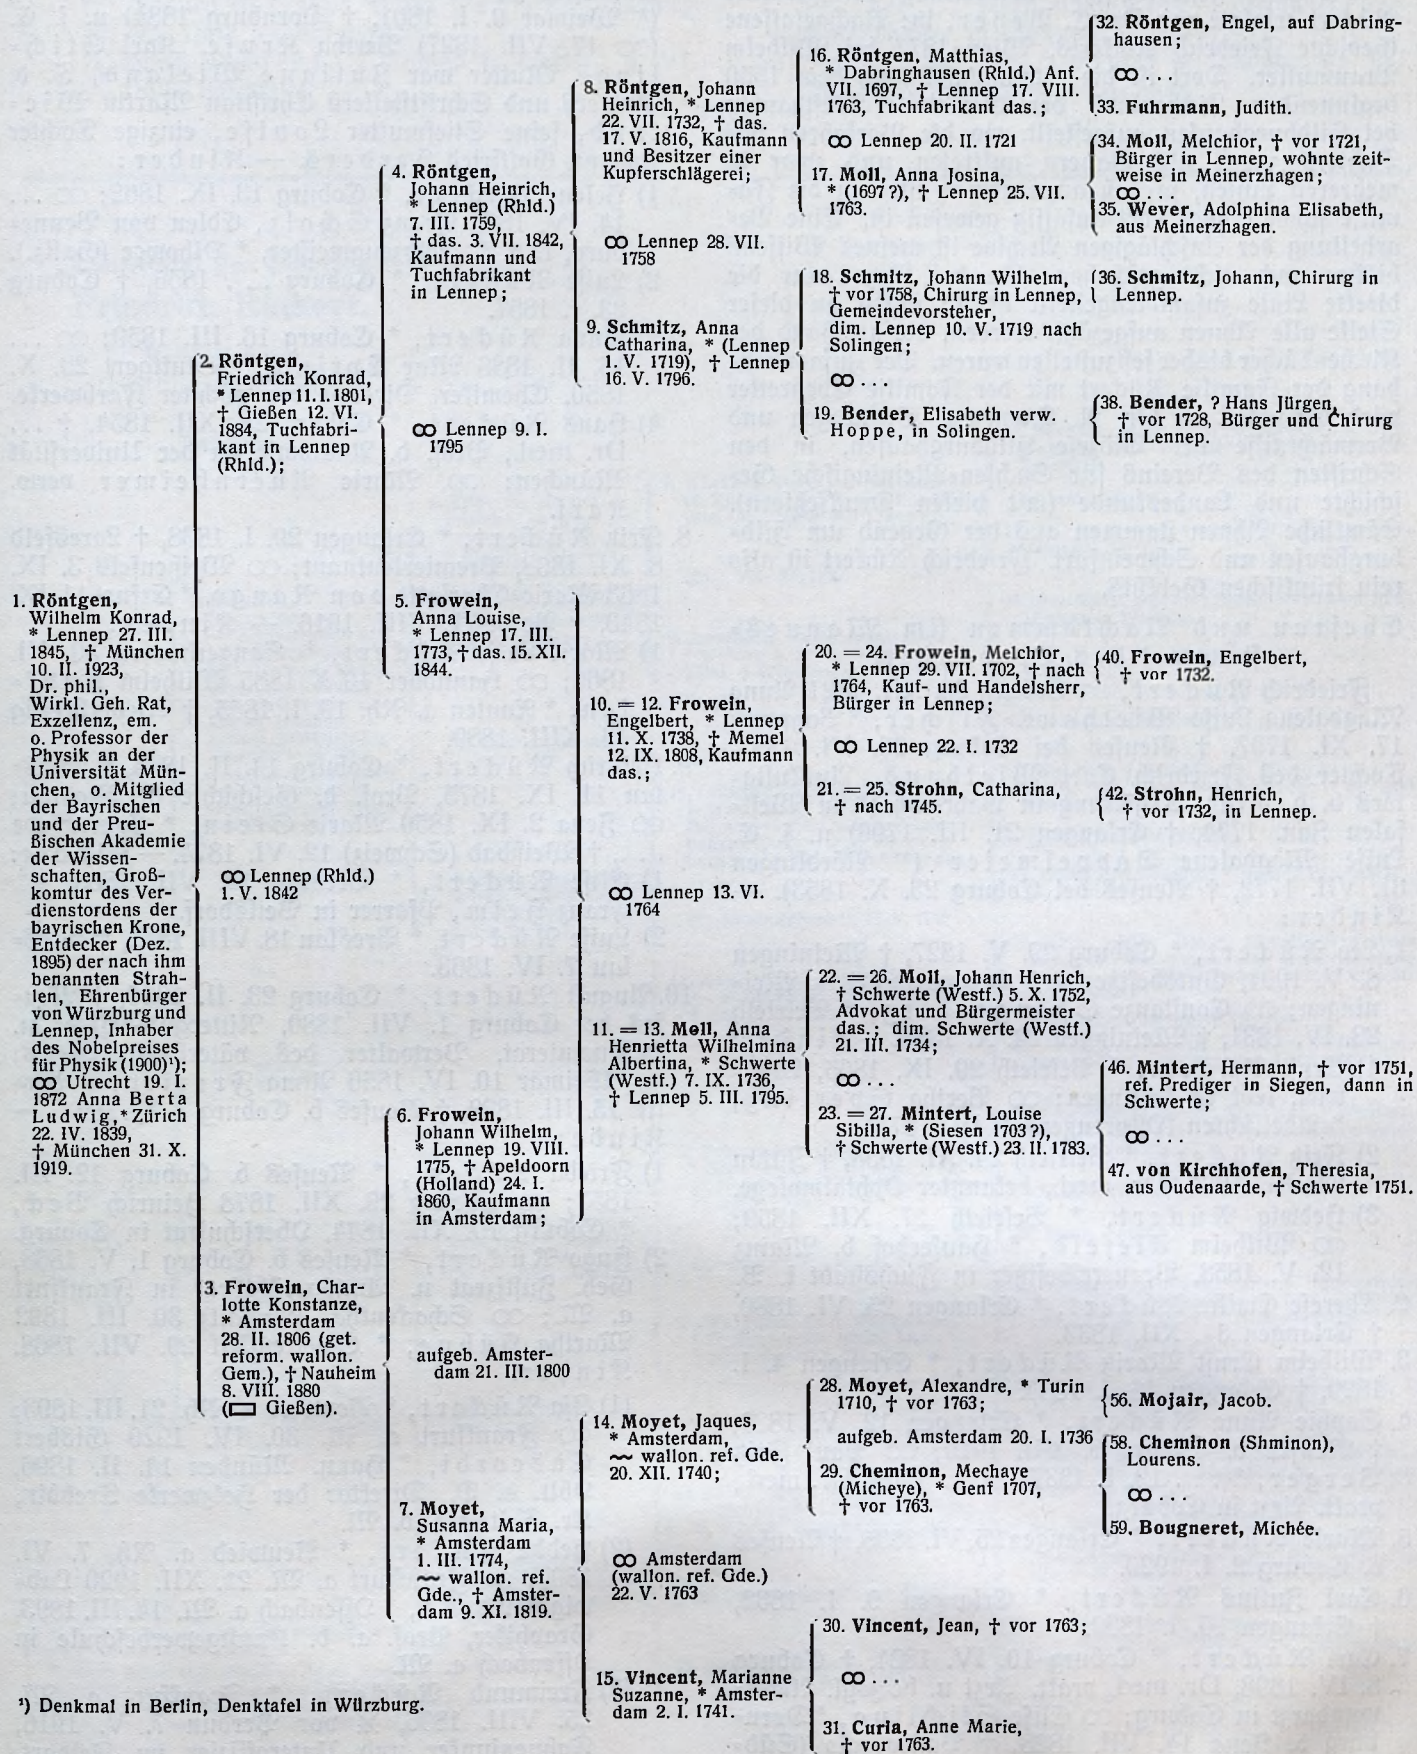 1. Röntgen,
Wilhelm Konrad,
* Lennep 27. III.
1845, † München
10. II. 1923,
Dr. phil.,
Wirkl. Geh. Rat,
Exzellenz, em.
o. Professor der
Physik an der
Universität Mün-
chen, o. Mitglied
der Bayrischen
und der Preu-
ßischen Akademie
der Wissen-
schaften, Groß-
komtur des Ver-
dienstordens der
bayrischen Krone,
Entdecker (Dez.
1895) der nach ihm
benannten Strah-
len, Ehrenbürger
von Würzburg und
Lennep, Inhaber
des Nobelpreises
für Physik (1900)¹);
∞ Utrecht 19. I.
1872 Anna Berta
Ludwig, * Zürich
22. IV. 1839,
† München 31. X.
1919.
2. Röntgen,
Friedrich Konrad,
* Lennep 11. I. 1801,
† Gießen 12. VI.
1884, Tuchfabri-
kant in Lennep
(Rhld.);
∞ Lennep (Rhld.)
1. V. 1842
3. Frowein, Char-
lotte Konstanze,
* Amsterdam
28. II. 1806 (get.
reform. wallon.
Gem.), † Nauheim
8. VIII. 1880
(▭ Gießen).
4. Röntgen,
Johann Heinrich,
* Lennep (Rhld.)
7. III. 1759,
† das. 3. VII. 1842,
Kaufmann und
Tuchfabrikant
in Lennep;
∞ Lennep 9. I.
1795
5. Frowein,
Anna Louise,
* Lennep 17. III.
1773, † das. 15. XII.
1844.
6. Frowein,
Johann Wilhelm,
* Lennep 19. VIII.
1775, † Apeldoorn
(Holland) 24. I.
1860, Kaufmann
in Amsterdam;
aufgeb. Amster-
dam 21. III. 1800
7. Moyet,
Susanna Maria,
* Amsterdam
1. III. 1774,
~ wallon. ref.
Gde., † Amster-
dam 9. XI. 1819.
8. Röntgen, Johann
Heinrich, * Lennep
22. VII. 1732, † das.
17. V. 1816, Kaufmann
und Besitzer einer
Kupferschlägerei;
∞ Lennep 28. VII.
1758
9. Schmitz, Anna
Catharina, * (Lennep
1. V. 1719), † Lennep
16. V. 1796.
10. = 12. Frowein,
Engelbert, * Lennep
11. X. 1738, † Memel
12. IX. 1808, Kaufmann
das.;
∞ Lennep 13. VI.
1764
11. = 13. Moll, Anna
Henrietta Wilhelmina
Albertina, * Schwerte
(Westf.) 7. IX. 1736,
† Lennep 5. III. 1795.
14. Moyet, Jaques,
* Amsterdam,
~ wallon. ref. Gde.
20. XII. 1740;
∞ Amsterdam
(wallon. ref. Gde.)
22. V. 1763
15. Vincent, Marianne
Suzanne, * Amster-
dam 2. I. 1741.
16. Röntgen, Matthias,
* Dabringhausen (Rhld.) Anf.
VII. 1697, † Lennep 17. VIII.
1763, Tuchfabrikant das.;
∞ Lennep 20. II. 1721
17. Moll, Anna Josina,
* (1697 ?), † Lennep 25. VII.
1763.
18. Schmitz, Johann Wilhelm,
† vor 1758, Chirurg in Lennep,
Gemeindevorsteher,
dim. Lennep 10. V. 1719 nach
Solingen;
∞ ...
19. Bender, Elisabeth verw.
Hoppe, in Solingen.
20. = 24. Frowein, Melchior,
* Lennep 29. VII. 1702, † nach
1764, Kauf- und Handelsherr,
Bürger in Lennep;
∞ Lennep 22. I. 1732
21. = 25. Strohn, Catharina,
† nach 1745.
22. = 26. Moll, Johann Henrich,
† Schwerte (Westf.) 5. X. 1752,
Advokat und Bürgermeister
das.; dim. Schwerte (Westf.)
21. III. 1734;
∞ ...
23. = 27. Mintert, Louise
Sibilla, * (Siesen 1703 ?),
† Schwerte (Westf.) 23. II. 1783.
28. Moyet, Alexandre, * Turin
1710, † vor 1763;
aufgeb. Amsterdam 20. I. 1736
29. Cheminon, Mechaye
(Micheye), * Genf 1707,
† vor 1763.
30. Vincent, Jean, † vor 1763;
∞ ...
31. Curla, Anne Marie,
† vor 1763.
32. Röntgen, Engel, auf Dabring-
hausen;
∞ ...
33. Fuhrmann, Judith.
34. Moll, Melchior, † vor 1721,
Bürger in Lennep, wohnte zeit-
weise in Meinerzhagen;
∞ ...
35. Wever, Adolphina Elisabeth,
aus Meinerzhagen.
36. Schmitz, Johann, Chirurg in
Lennep.
38. Bender, ? Hans Jürgen,
† vor 1728, Bürger und Chirurg
in Lennep.
40. Frowein, Engelbert,
† vor 1732.
42. Strohn, Henrich,
† vor 1732, in Lennep.
46. Mintert, Hermann, † vor 1751,
ref. Prediger in Siegen, dann in
Schwerte;
∞ ...
47. von Kirchhofen, Theresia,
aus Oudenaarde, † Schwerte 1751.
56. Mojair, Jacob.
58. Cheminon (Shminon),
Lourens.
∞ ...
59. Bougneret, Michée.
¹) Denkmal in Berlin, Denktafel in Würzburg.